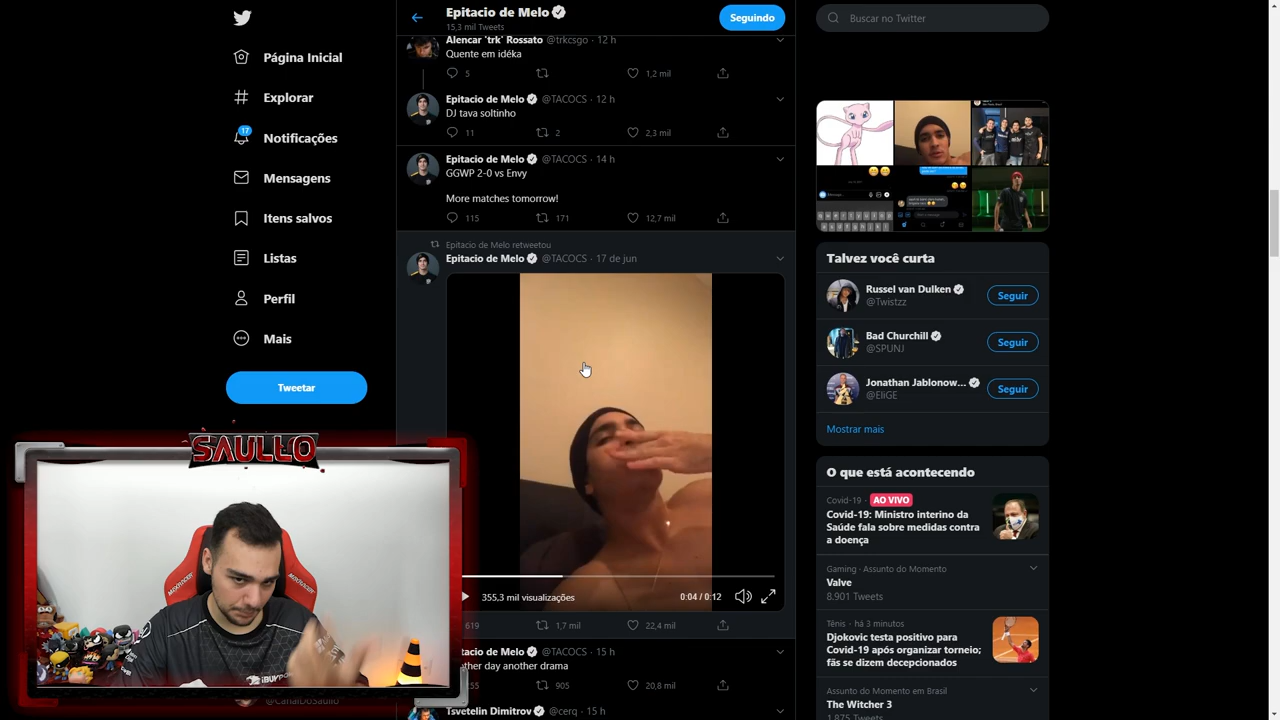 Página Inicial
Explorar
17
Notificações
Mensagens
Itens salvos
Listas
Perfil
Mais
Tweetar
Epitacio de Melo
15,3 mil Tweets
Seguindo
Alencar 'trk' Rossato @trkcsgo · 12 h
Quente em idéka
5
1,2 mil
Epitacio de Melo @TACOCS · 12 h
DJ tava soltinho
11 2 2,3 mil
Epitacio de Melo @TACOCS · 14 h
GGWP 2-0 vs Envy
More matches tomorrow!
115 171 12,7 mil
Epitacio de Melo retweetou
Epitacio de Melo @TACOCS · 17 de jun
355,3 mil visualizações
0:04 / 0:12
619 1,7 mil 22,4 mil
tacio de Melo @TACOCS · 15 h
ther day another drama
905 20,8 mil
Tsvetelin Dimitrov @cerq · 15 h
Buscar no Twitter
Talvez você curta
Russel van Dulken
@Twistzz
Seguir
Bad Churchill
@SPUNJ
Seguir
Jonathan Jablonow...
@EliGE
Seguir
Mostrar mais
O que está acontecendo
Covid-19 · AO VIVO
Covid-19: Ministro interino da
Saúde fala sobre medidas contra
a doença
Gaming · Assunto do Momento
Valve
8.901 Tweets
Tênis · há 3 minutos
Djokovic testa positivo para
Covid-19 após organizar torneio;
fãs se dizem decepcionados
Assunto do Momento em Brasil
The Witcher 3
1.875 Tweets
SAULLO
MAXRACER
MAXRACER
iBUYPO
@CanalDoSaullo